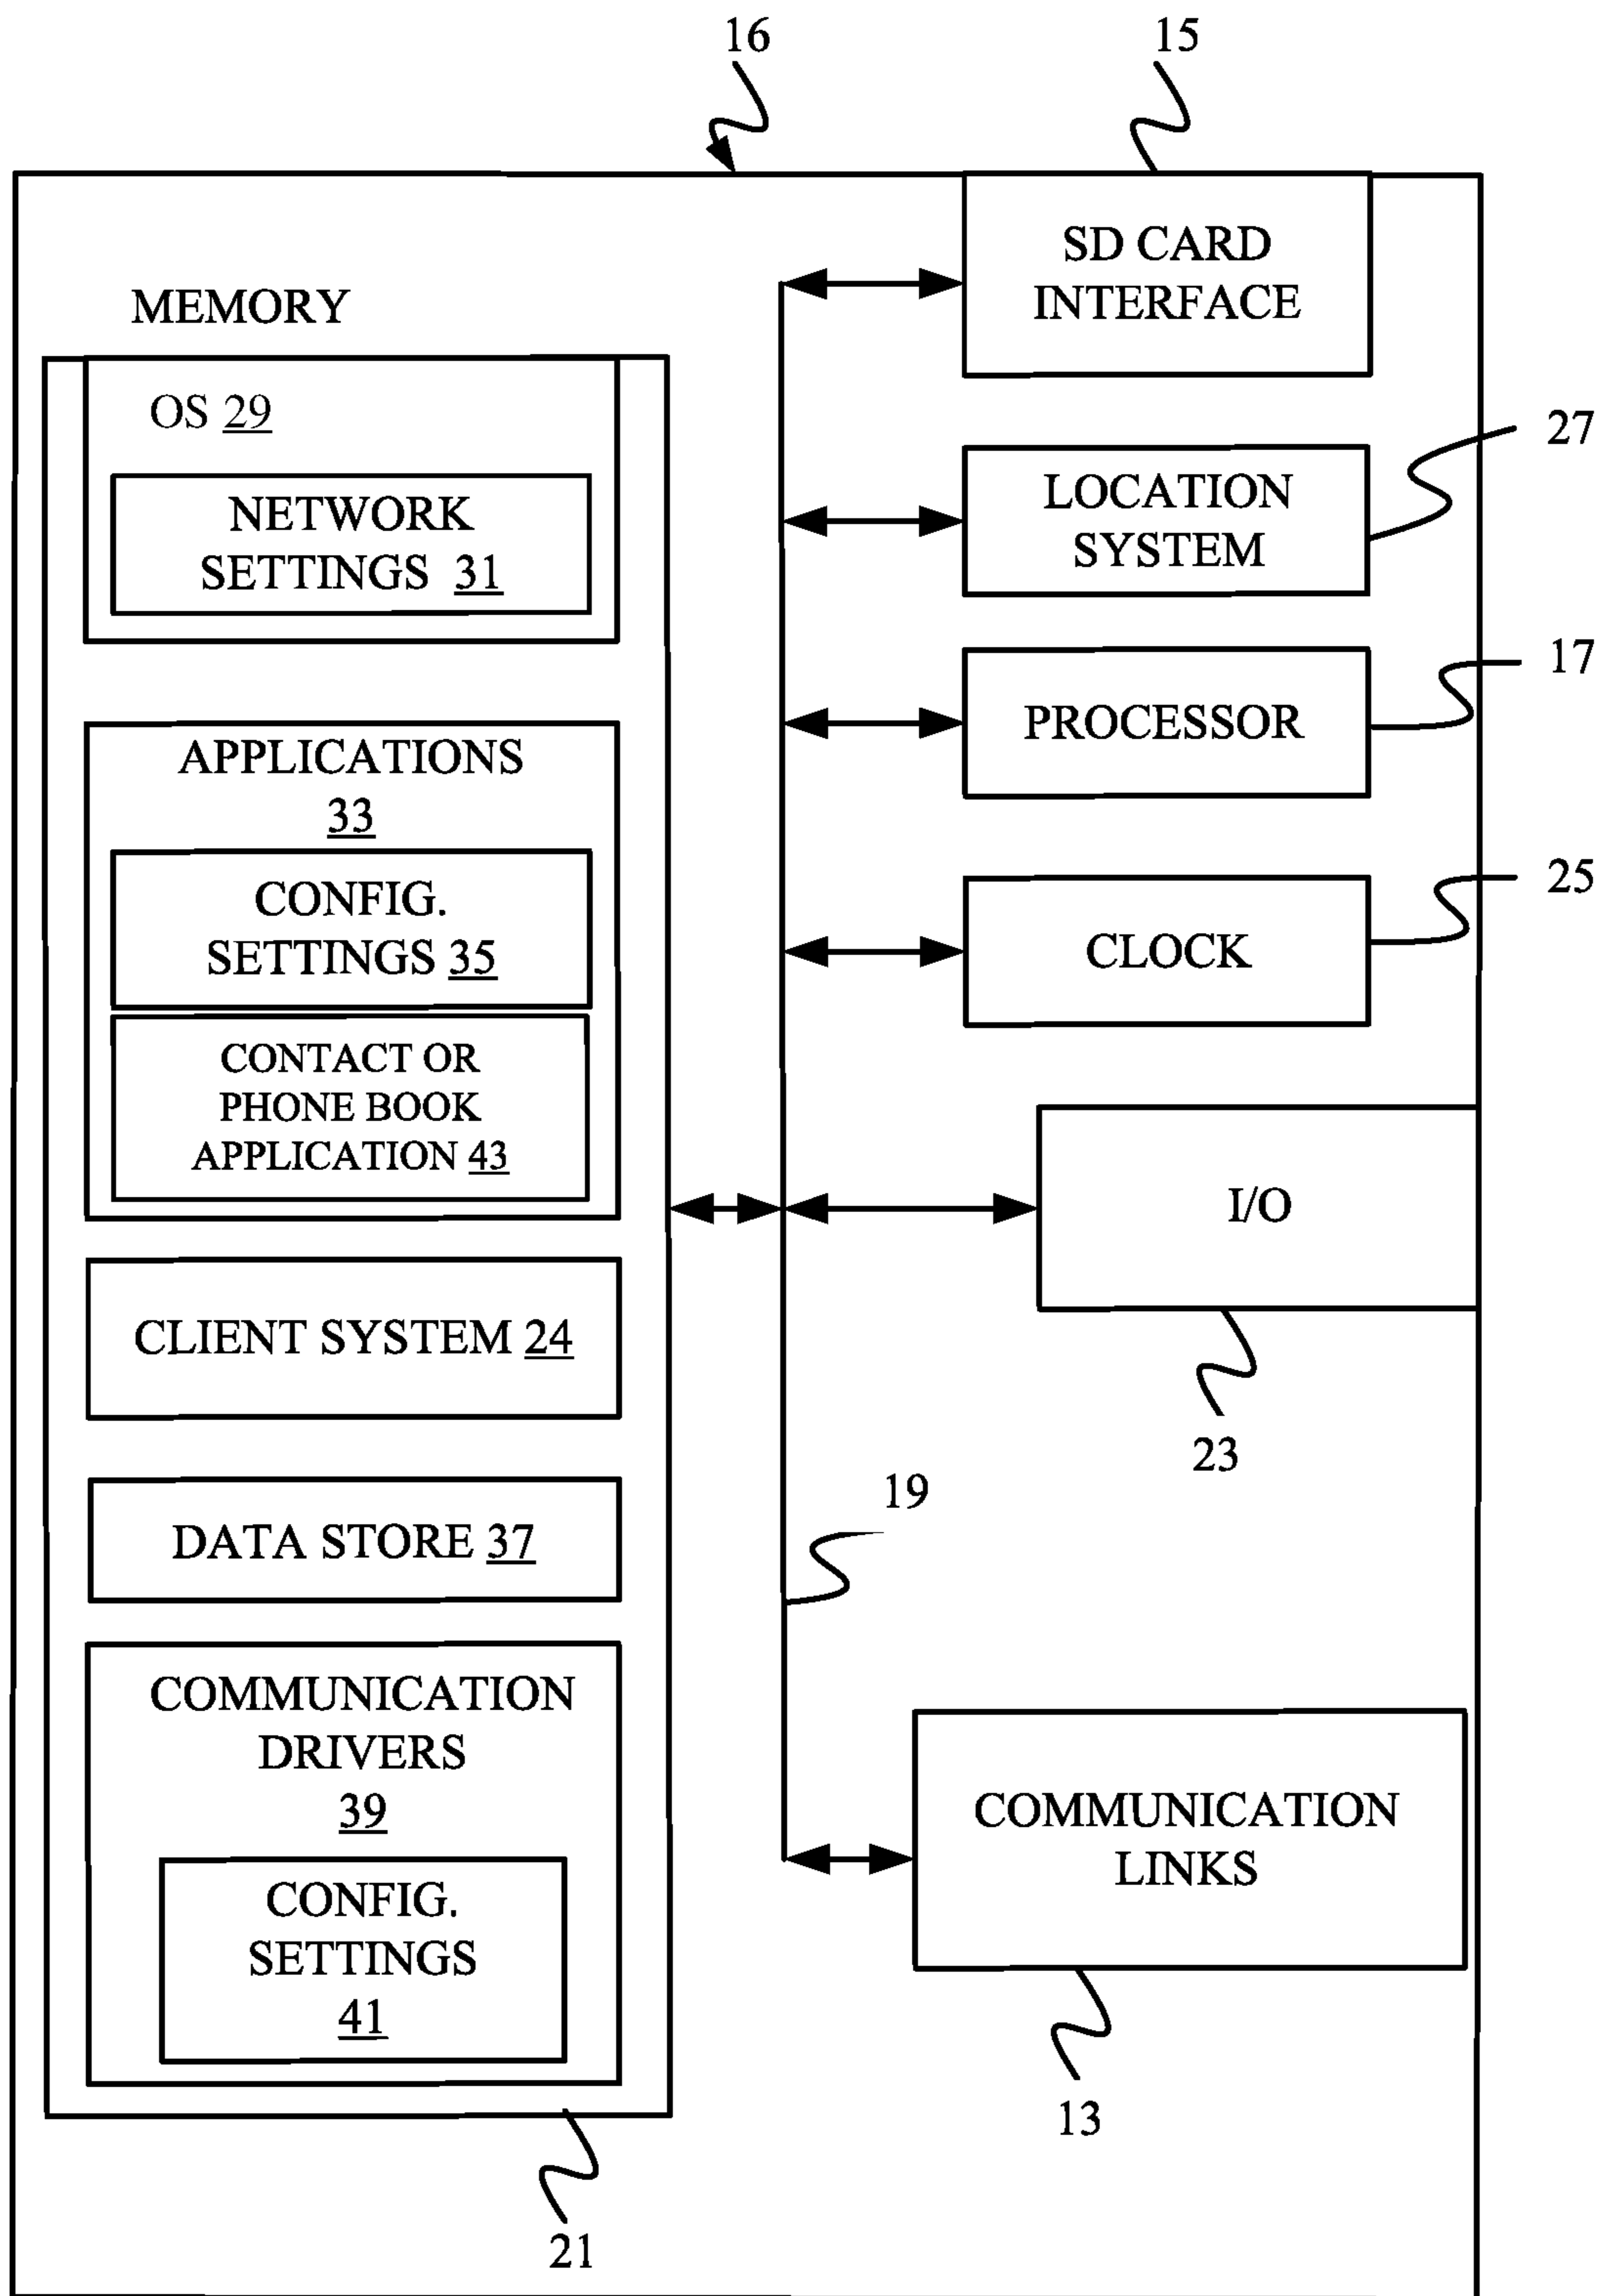 16
15
SD CARD
INTERFACE
MEMORY
OS 29
NETWORK
SETTINGS 31
27
LOCATION
SYSTEM
17
PROCESSOR
APPLICATIONS
33
CONFIG.
SETTINGS 35
25
CLOCK
CONTACT OR
PHONE BOOK
APPLICATION 43
I/O
CLIENT SYSTEM 24
23
19
DATA STORE 37
COMMUNICATION
DRIVERS
39
COMMUNICATION
LINKS
CONFIG.
SETTINGS
41
13
21